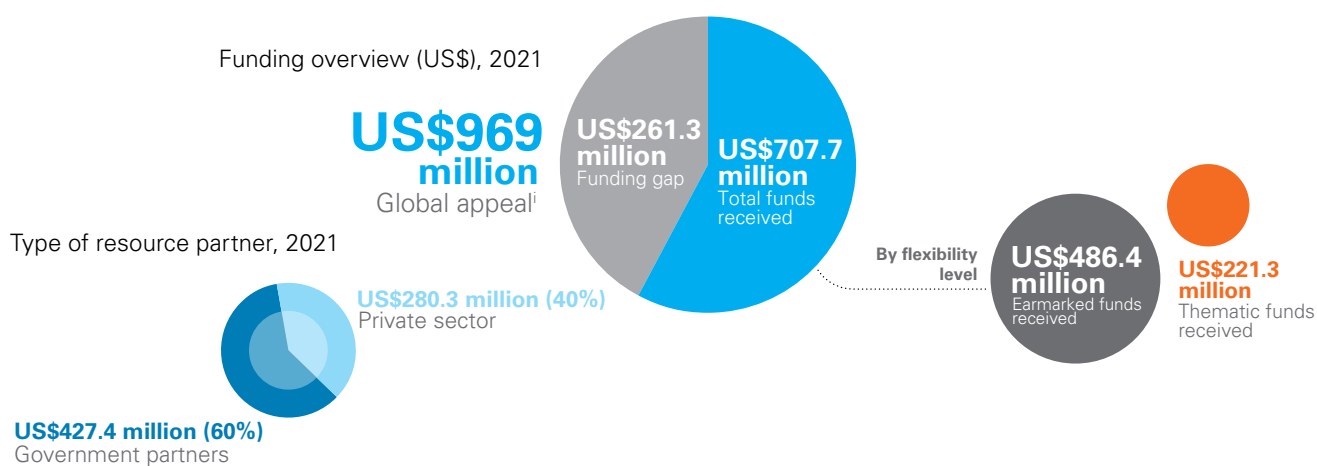 Funding overview (US$), 2021
US$969
million
Global appealⁱ
US$261.3
million
Funding gap
US$707.7
million
Total funds
received
By flexibility
level
US$486.4
million
Earmarked funds
received
US$221.3
million
Thematic funds
received
Type of resource partner, 2021
US$280.3 million (40%)
Private sector
US$427.4 million (60%)
Government partners